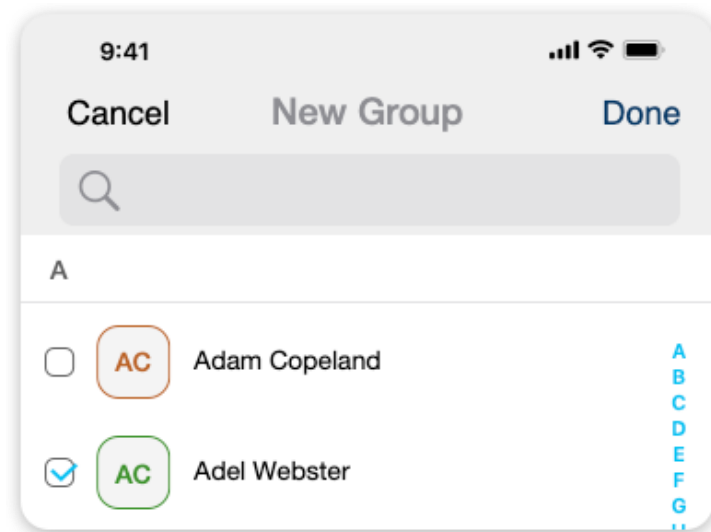 9:41
Cancel New Group Done
A
AC Adam Copeland
AC Adel Webster
A
B
C
D
E
F
G